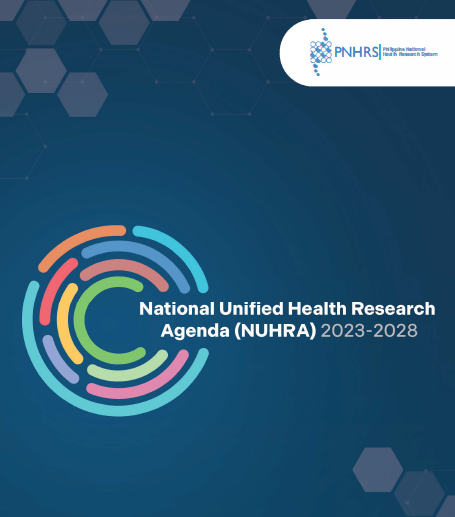 PNHRS
Philippine National
Health Research System
National Unified Health Research
Agenda (NUHRA) 2023-2028